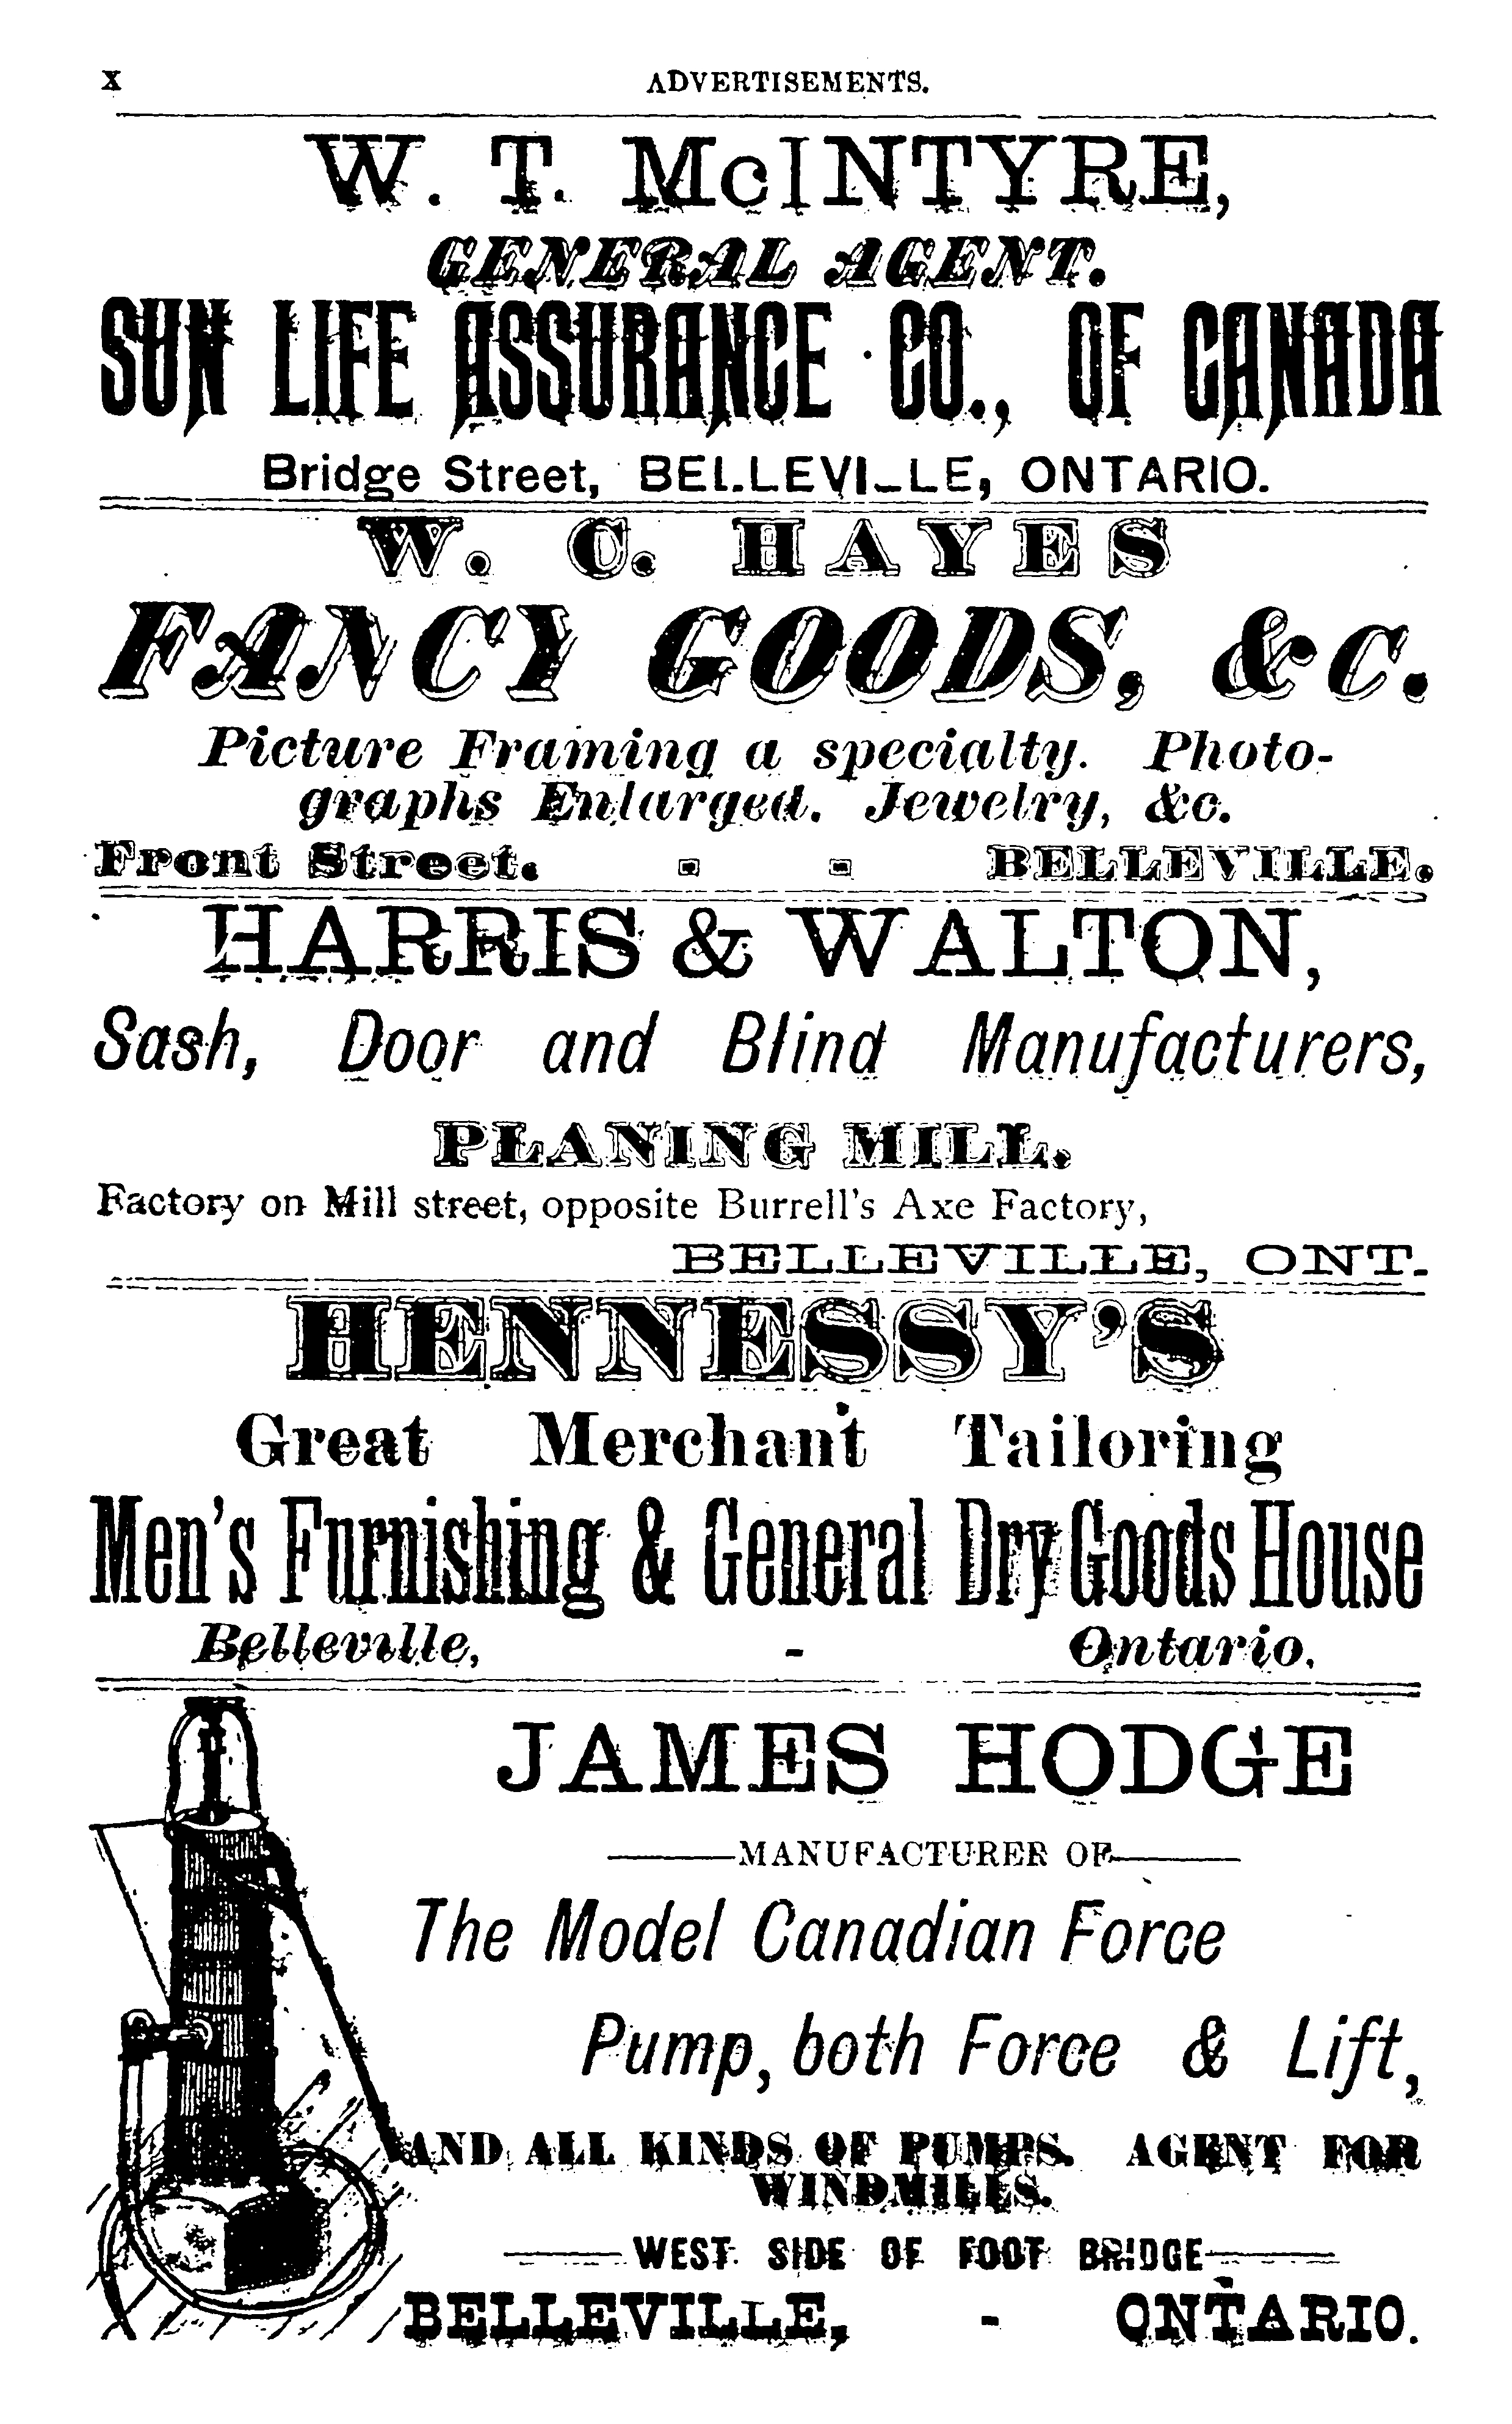 X
ADVERTISEMENTS.
W. T. McINTYRE,
GENERAL AGENT.
SUN LIFE ASSURANCE CO., OF CANADA
Bridge Street, BELLEVILLE, ONTARIO.
W. C. HAYES
FANCY GOODS, &C.
Picture Framing a specialty. Photo-
graphs Enlarged. Jewelry, &c.
Front Street. - - BELLEVILLE.
HARRIS & WALTON,
Sash, Door and Blind Manufacturers,
PLANING MILL.
Factory on Mill street, opposite Burrell's Axe Factory,
BELLEVILLE, ONT.
HENNESSY'S
Great Merchant Tailoring
Men's Furnishing & General Dry Goods House
Belleville, - Ontario.
JAMES HODGE
——MANUFACTURER OF——
The Model Canadian Force
Pump, both Force & Lift,
AND ALL KINDS OF PUMPS. AGENT FOR
WINDMILLS.
——WEST SIDE OF FOOT BRIDGE——
BELLEVILLE, - ONTARIO.